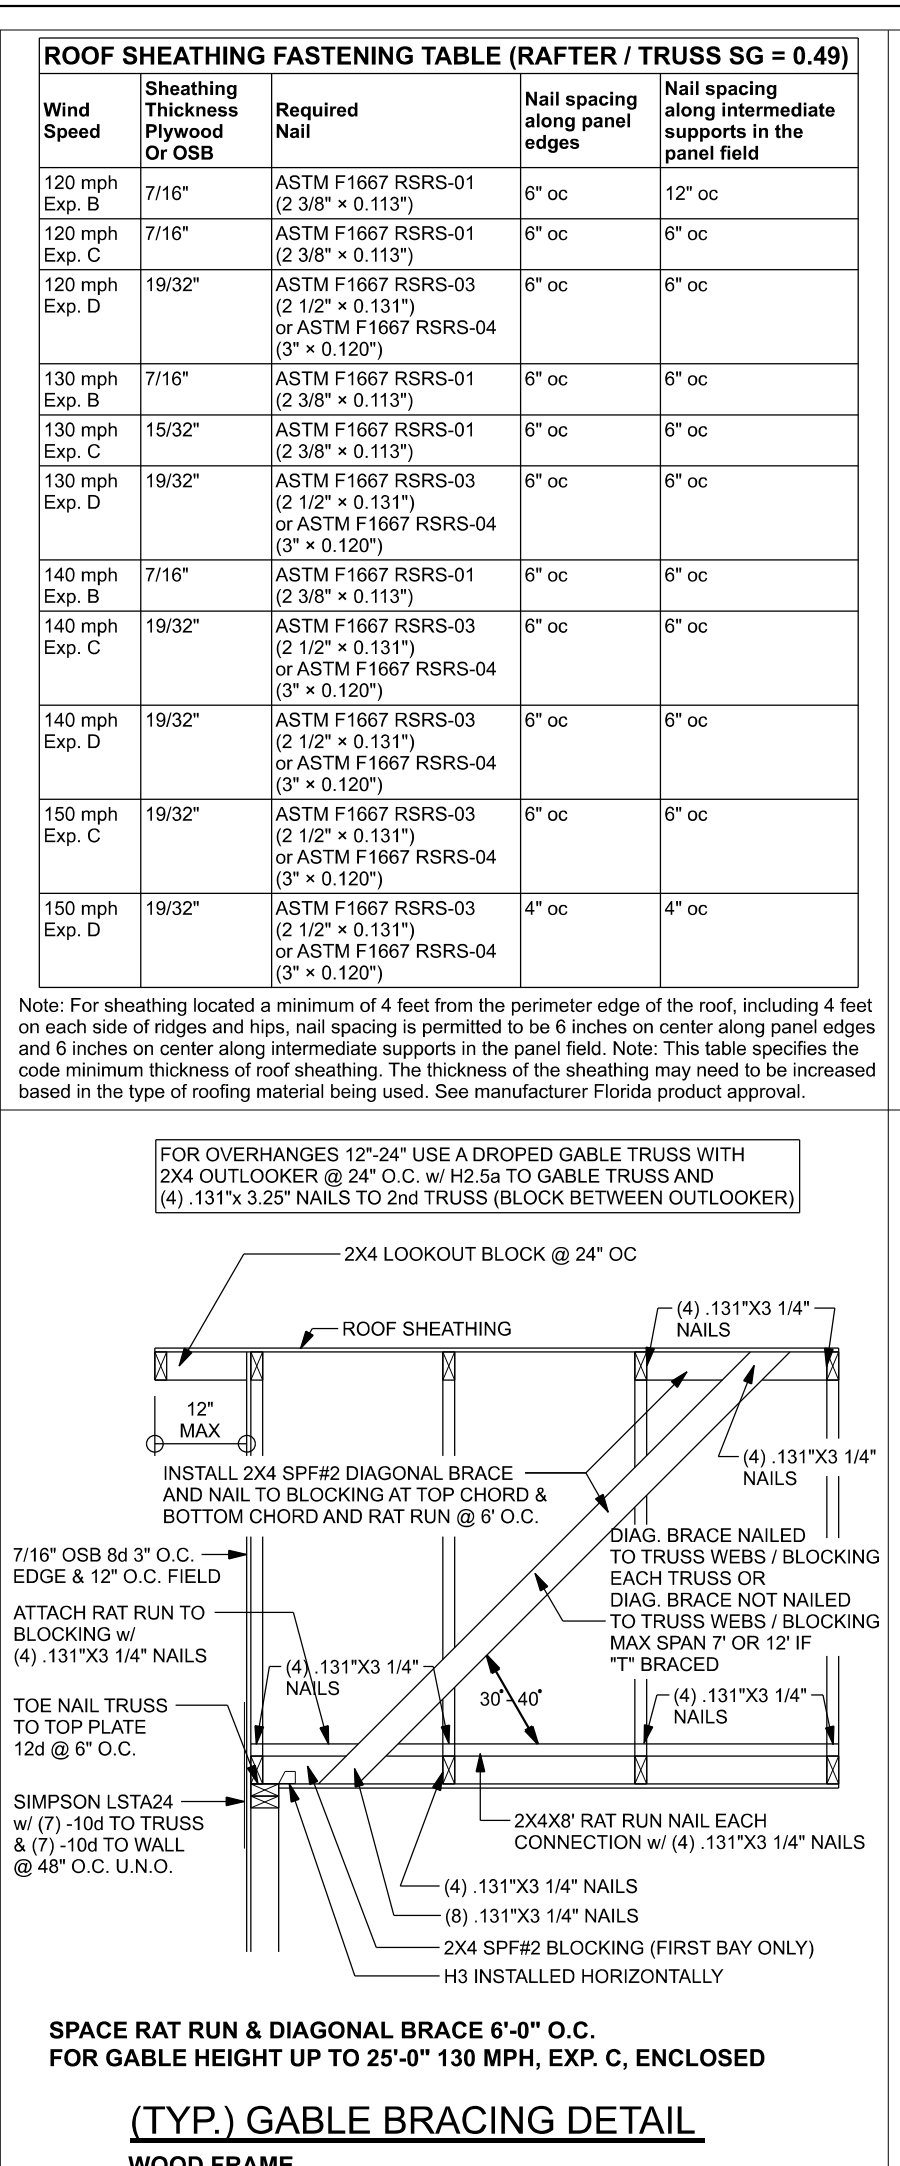 ROOF SHEATHING FASTENING TABLE (RAFTER / TRUSS SG = 0.49)
Wind
Speed
Sheathing
Thickness
Plywood
Or OSB
Required
Nail
Nail spacing
along panel
edges
Nail spacing
along intermediate
supports in the
panel field
120 mph
Exp. B
7/16"
ASTM F1667 RSRS-01
(2 3/8" × 0.113")
6" oc
12" oc
120 mph
Exp. C
7/16"
ASTM F1667 RSRS-01
(2 3/8" × 0.113")
6" oc
6" oc
120 mph
Exp. D
19/32"
ASTM F1667 RSRS-03
(2 1/2" × 0.131")
or ASTM F1667 RSRS-04
(3" × 0.120")
6" oc
6" oc
130 mph
Exp. B
7/16"
ASTM F1667 RSRS-01
(2 3/8" × 0.113")
6" oc
6" oc
130 mph
Exp. C
15/32"
ASTM F1667 RSRS-01
(2 3/8" × 0.113")
6" oc
6" oc
130 mph
Exp. D
19/32"
ASTM F1667 RSRS-03
(2 1/2" × 0.131")
or ASTM F1667 RSRS-04
(3" × 0.120")
6" oc
6" oc
140 mph
Exp. B
7/16"
ASTM F1667 RSRS-01
(2 3/8" × 0.113")
6" oc
6" oc
140 mph
Exp. C
19/32"
ASTM F1667 RSRS-03
(2 1/2" × 0.131")
or ASTM F1667 RSRS-04
(3" × 0.120")
6" oc
6" oc
140 mph
Exp. D
19/32"
ASTM F1667 RSRS-03
(2 1/2" × 0.131")
or ASTM F1667 RSRS-04
(3" × 0.120")
6" oc
6" oc
150 mph
Exp. C
19/32"
ASTM F1667 RSRS-03
(2 1/2" × 0.131")
or ASTM F1667 RSRS-04
(3" × 0.120")
6" oc
6" oc
150 mph
Exp. D
19/32"
ASTM F1667 RSRS-03
(2 1/2" × 0.131")
or ASTM F1667 RSRS-04
(3" × 0.120")
4" oc
4" oc
Note: For sheathing located a minimum of 4 feet from the perimeter edge of the roof, including 4 feet
on each side of ridges and hips, nail spacing is permitted to be 6 inches on center along panel edges
and 6 inches on center along intermediate supports in the panel field. Note: This table specifies the
code minimum thickness of roof sheathing. The thickness of the sheathing may need to be increased
based in the type of roofing material being used. See manufacturer Florida product approval.
FOR OVERHANGES 12"-24" USE A DROPED GABLE TRUSS WITH
2X4 OUTLOOKER @ 24" O.C. w/ H2.5a TO GABLE TRUSS AND
(4) .131"x 3.25" NAILS TO 2nd TRUSS (BLOCK BETWEEN OUTLOOKER)
2X4 LOOKOUT BLOCK @ 24" OC
(4) .131"X3 1/4"
NAILS
ROOF SHEATHING
12"
MAX
(4) .131"X3 1/4"
NAILS
INSTALL 2X4 SPF#2 DIAGONAL BRACE
AND NAIL TO BLOCKING AT TOP CHORD &
BOTTOM CHORD AND RAT RUN @ 6' O.C.
DIAG. BRACE NAILED
TO TRUSS WEBS / BLOCKING
EACH TRUSS OR
DIAG. BRACE NOT NAILED
TO TRUSS WEBS / BLOCKING
MAX SPAN 7' OR 12' IF
"T" BRACED
7/16" OSB 8d 3" O.C.
EDGE & 12" O.C. FIELD
ATTACH RAT RUN TO
BLOCKING w/
(4) .131"X3 1/4" NAILS
(4) .131"X3 1/4"
NAILS
30°-40°
(4) .131"X3 1/4"
NAILS
TOE NAIL TRUSS
TO TOP PLATE
12d @ 6" O.C.
SIMPSON LSTA24
w/ (7) -10d TO TRUSS
& (7) -10d TO WALL
@ 48" O.C. U.N.O.
2X4X8' RAT RUN NAIL EACH
CONNECTION w/ (4) .131"X3 1/4" NAILS
(4) .131"X3 1/4" NAILS
(8) .131"X3 1/4" NAILS
2X4 SPF#2 BLOCKING (FIRST BAY ONLY)
H3 INSTALLED HORIZONTALLY
SPACE RAT RUN & DIAGONAL BRACE 6'-0" O.C.
FOR GABLE HEIGHT UP TO 25'-0" 130 MPH, EXP. C, ENCLOSED
(TYP.) GABLE BRACING DETAIL
WOOD FRAME